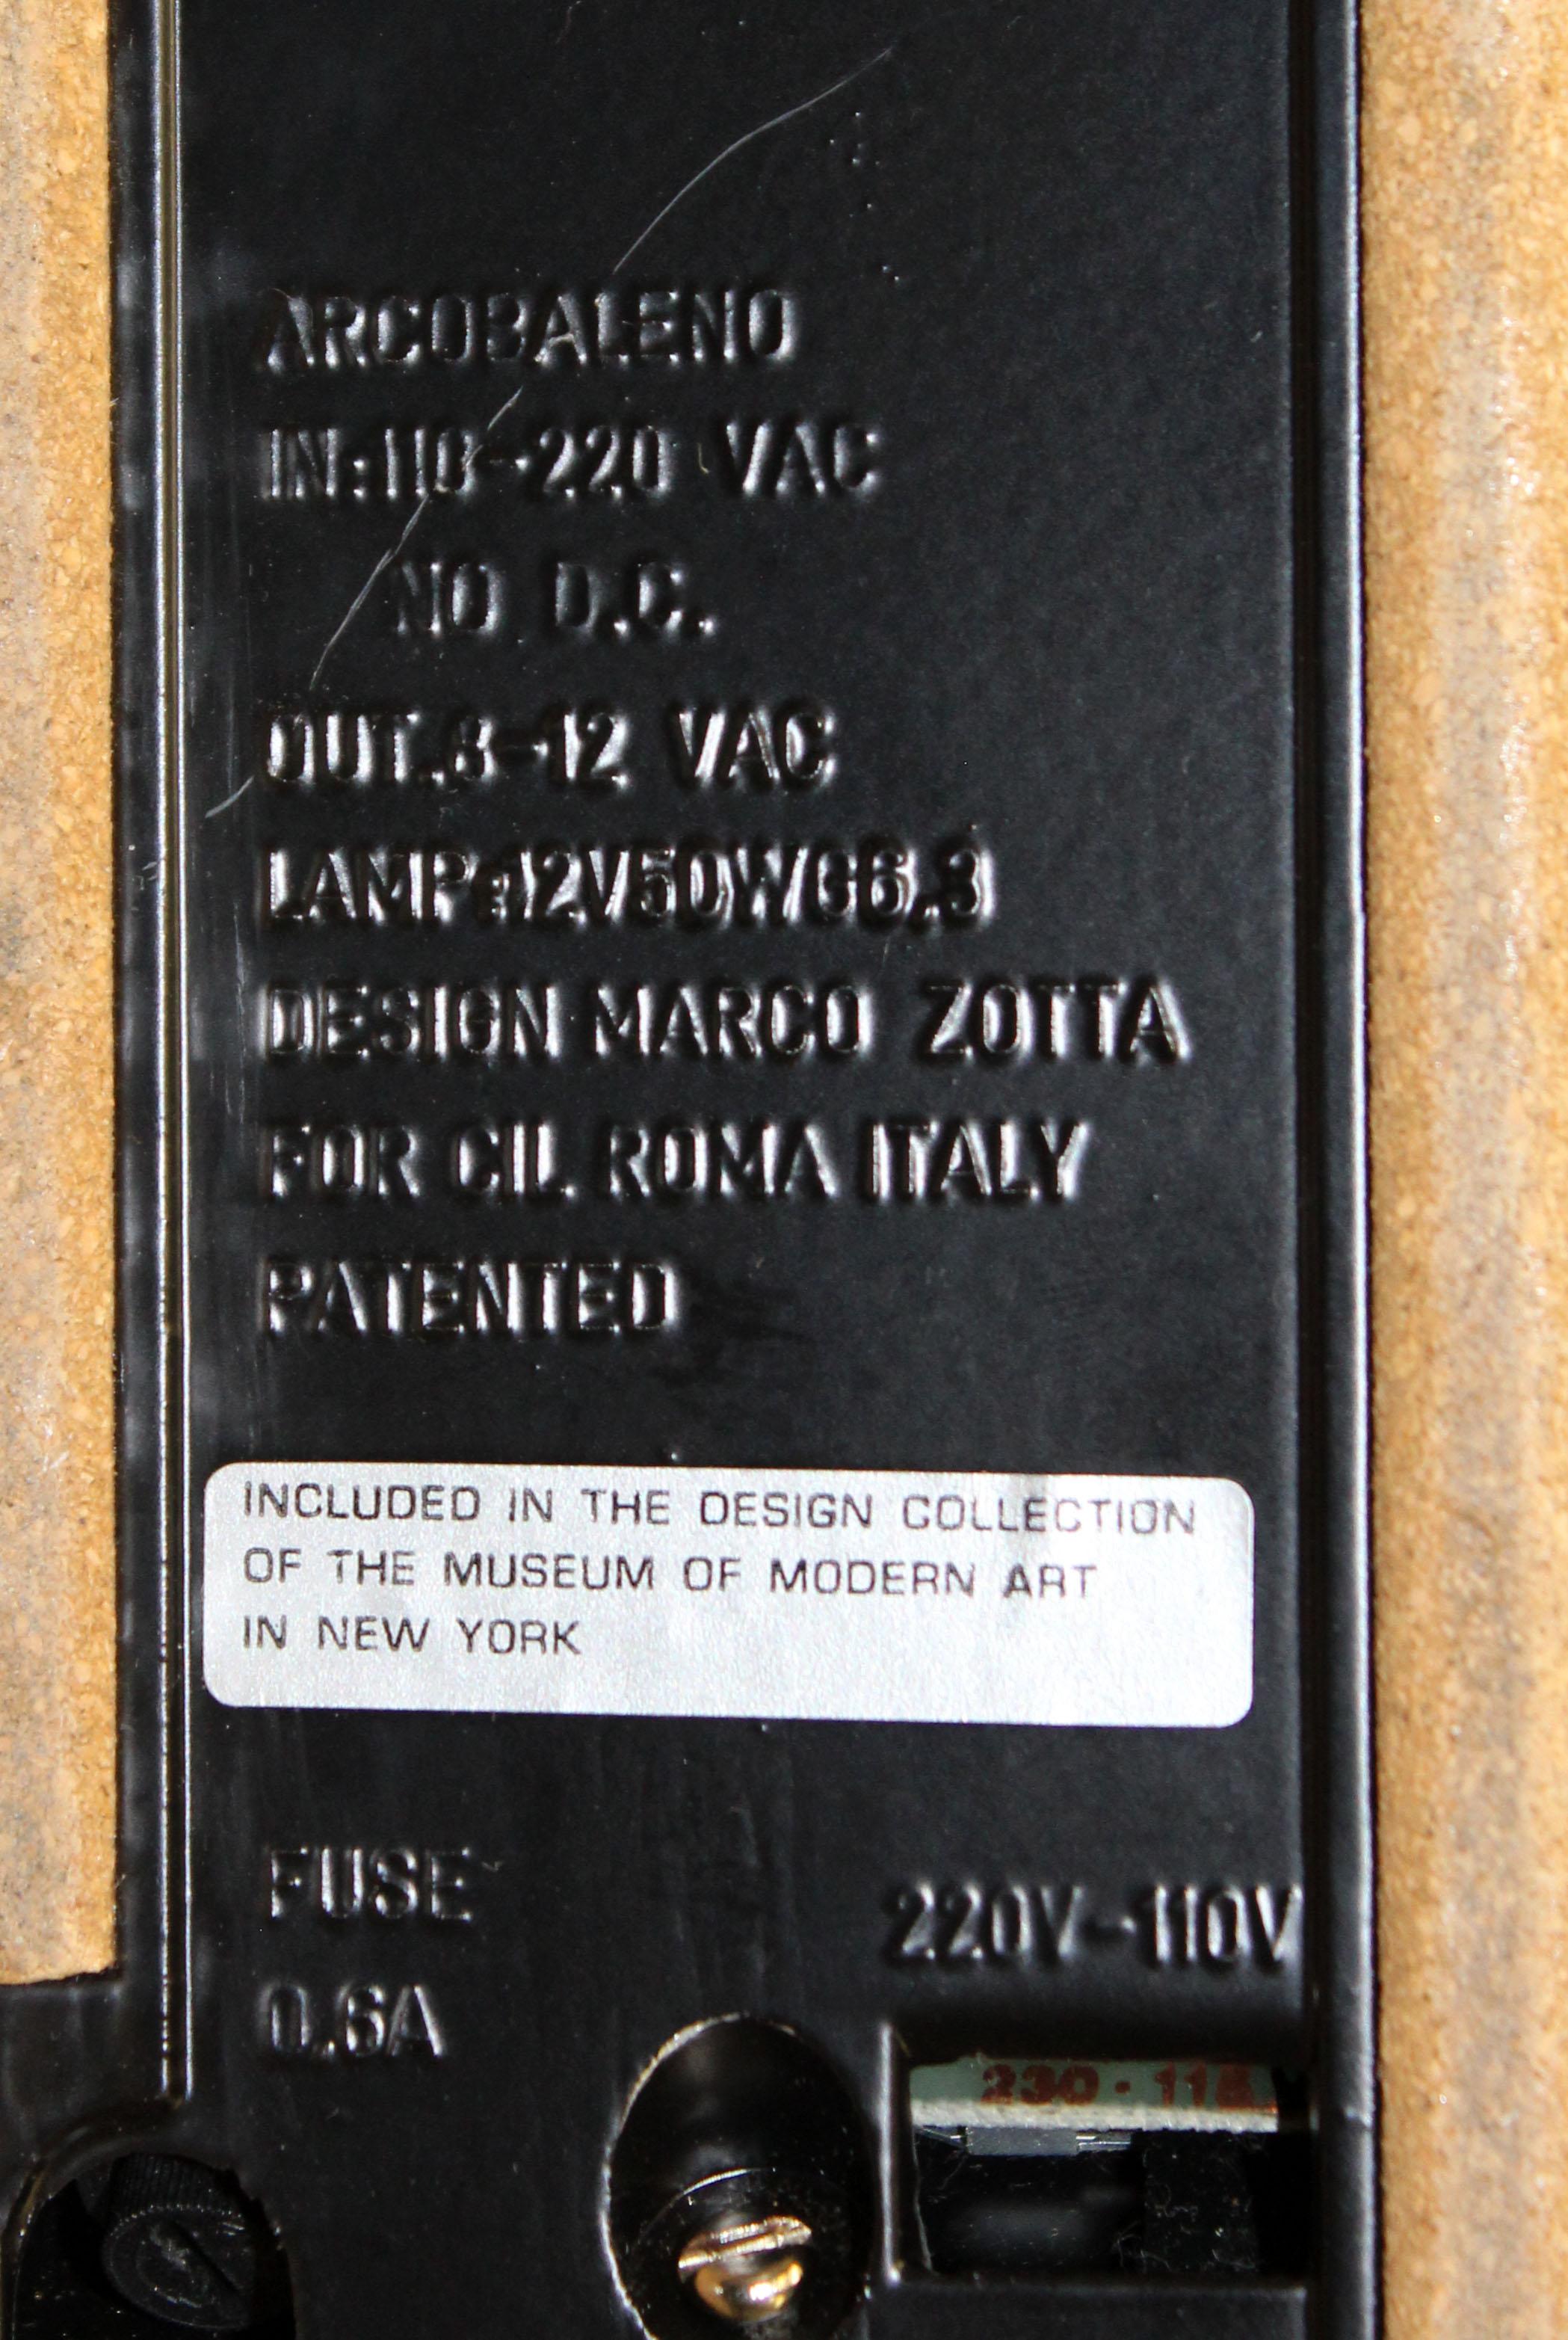 ARCOBALENO
IN:110-220 VAC
NO D.C.
OUT.8-12 VAC
LAMP:12V50WG6.3
DESIGN MARCO ZOTTA
FOR CIL ROMA ITALY
PATENTED
INCLUDED IN THE DESIGN COLLECTION
OF THE MUSEUM OF MODERN ART
IN NEW YORK
FUSE
0.6A
220V-110V
230·115